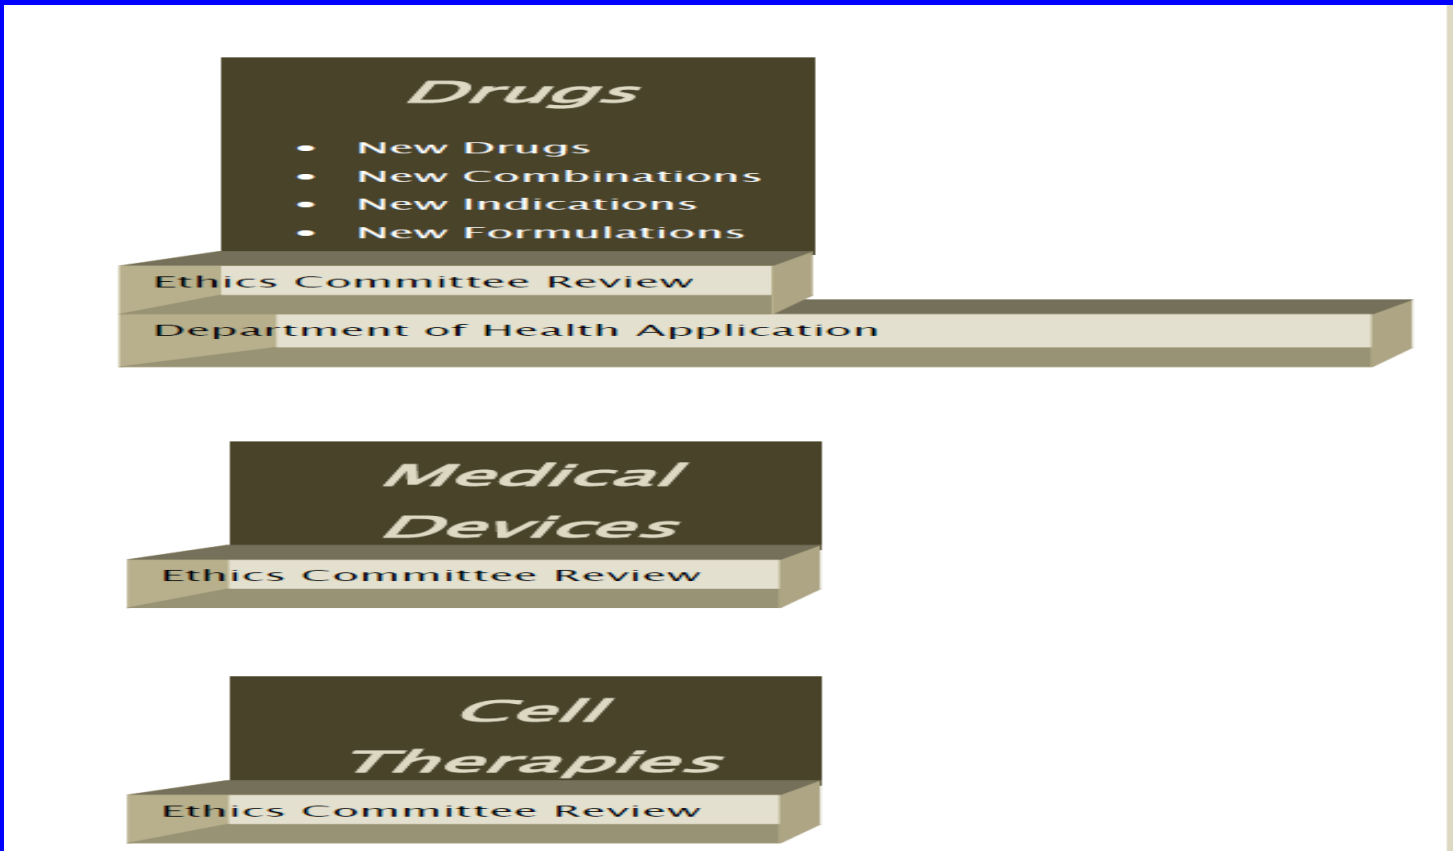 Drugs
• New Drugs
• New Combinations
• New Indications
• New Formulations
Ethics Committee Review
Department of Health Application
Medical
Devices
Ethics Committee Review
Cell
Therapies
Ethics Committee Review